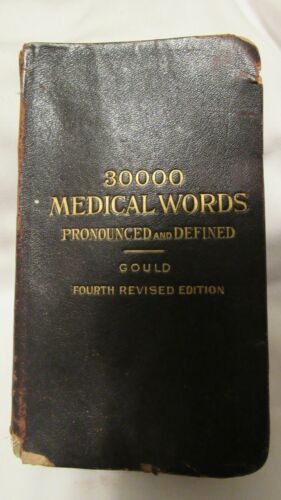 30000
MEDICAL WORDS
PRONOUNCED AND DEFINED
GOULD
FOURTH REVISED EDITION